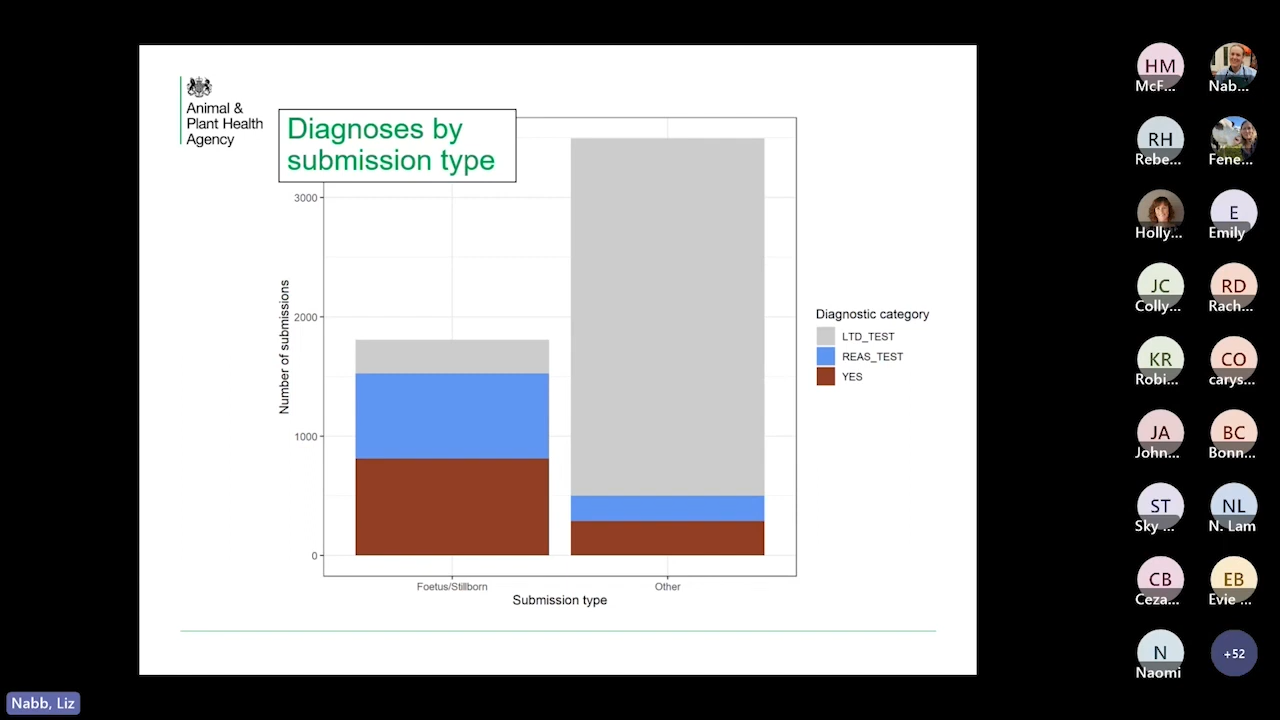 Animal &
Plant Health
Agency
Diagnoses by
submission type
3000
2000
1000
0
Number of submissions
Foetus/Stillborn
Other
Submission type
Diagnostic category
LTD_TEST
REAS_TEST
YES
HM
McF...
Nab...
RH
Rebe...
Fene...
Holly...
E
Emily
JC
Colly...
RD
Rach...
KR
Robi...
CO
carys...
JA
John...
BC
Bonn...
ST
Sky ...
NL
N. Lam
CB
Ceza...
EB
Evie ...
N
Naomi
+52
Nabb, Liz